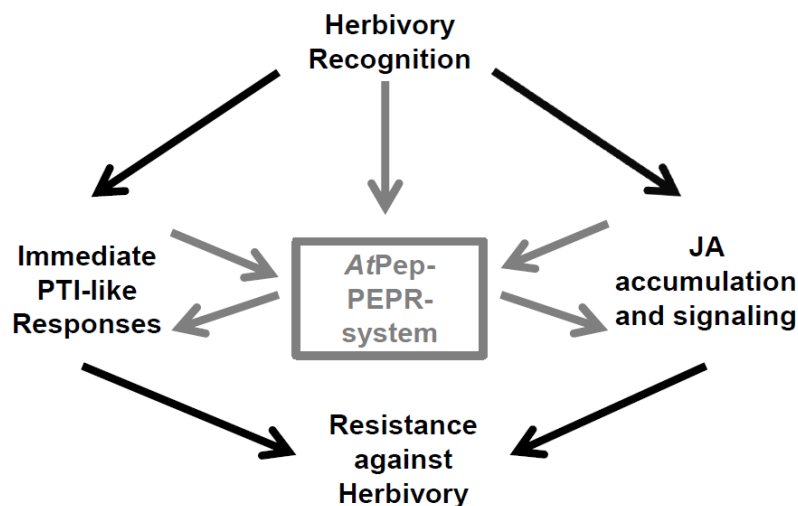 Herbivory
Recognition
Immediate
PTI-like
Responses
AtPep-
PEPR-
system
JA
accumulation
and signaling
Resistance
against
Herbivory